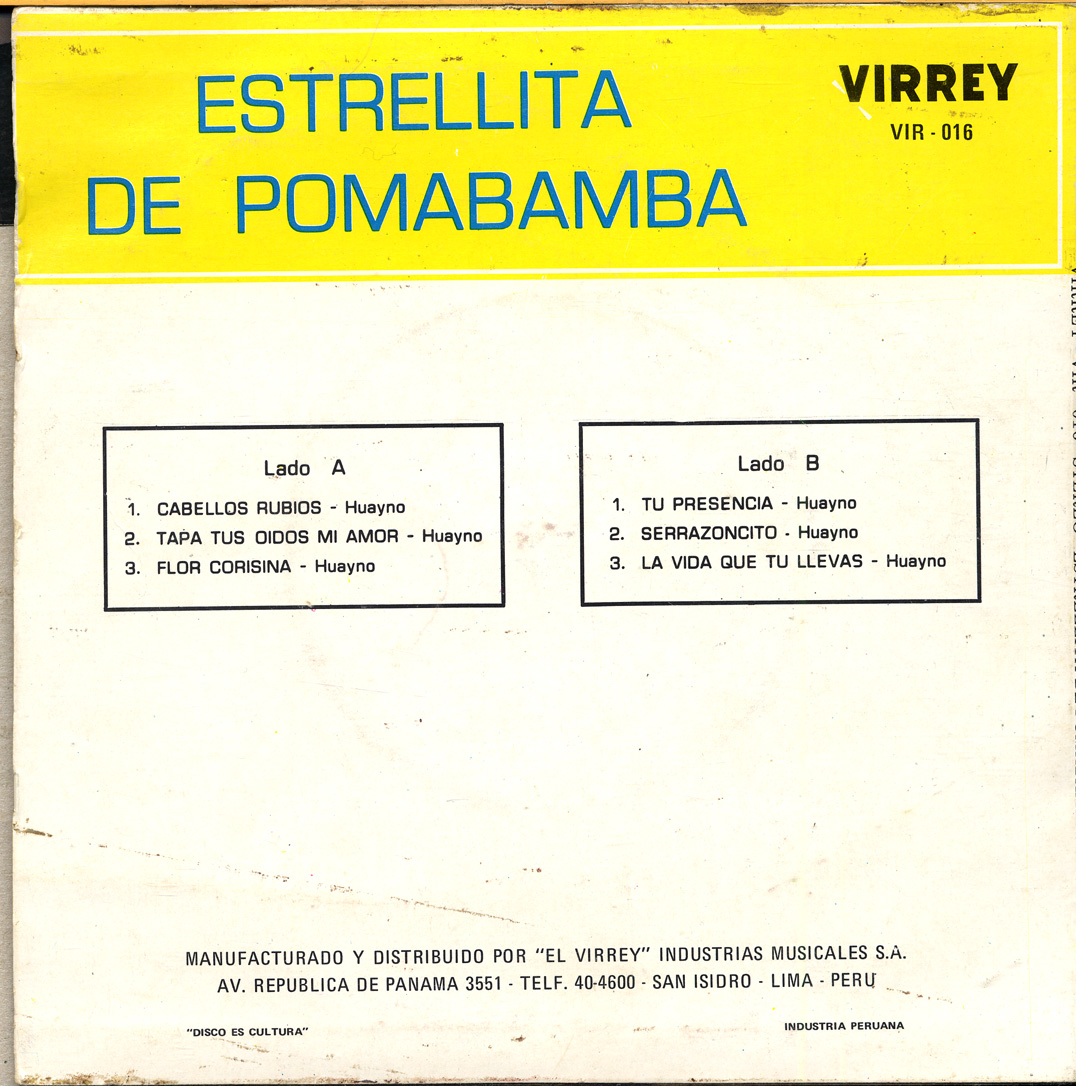 ESTRELLITA
DE POMABAMBA
VIRREY
VIR - 016
Lado A
1. CABELLOS RUBIOS - Huayno
2. TAPA TUS OIDOS MI AMOR - Huayno
3. FLOR CORISINA - Huayno
Lado B
1. TU PRESENCIA - Huayno
2. SERRAZONCITO - Huayno
3. LA VIDA QUE TU LLEVAS - Huayno
MANUFACTURADO Y DISTRIBUIDO POR "EL VIRREY" INDUSTRIAS MUSICALES S.A.
AV. REPUBLICA DE PANAMA 3551 - TELF. 40-4600 - SAN ISIDRO - LIMA - PERU
"DISCO ES CULTURA"
INDUSTRIA PERUANA